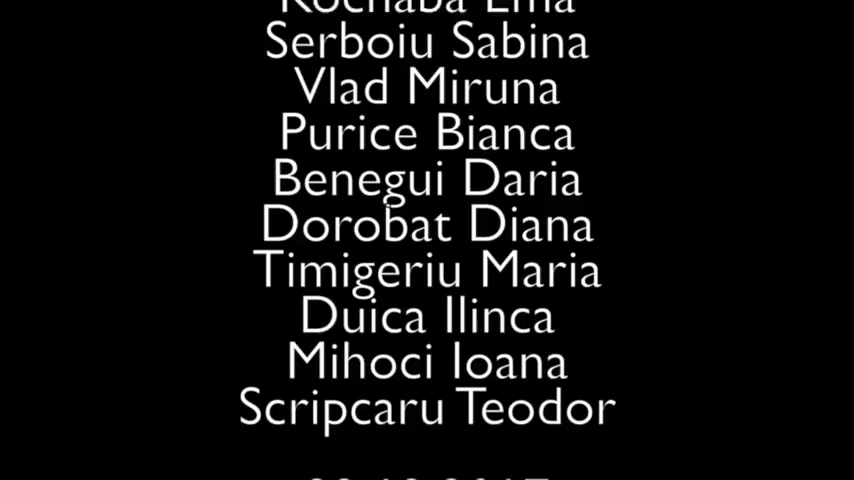 Serboiu Sabina
Vlad Miruna
Purice Bianca
Benegui Daria
Dorobat Diana
Timigeriu Maria
Duica Ilinca
Mihoci Ioana
Scripcaru Teodor